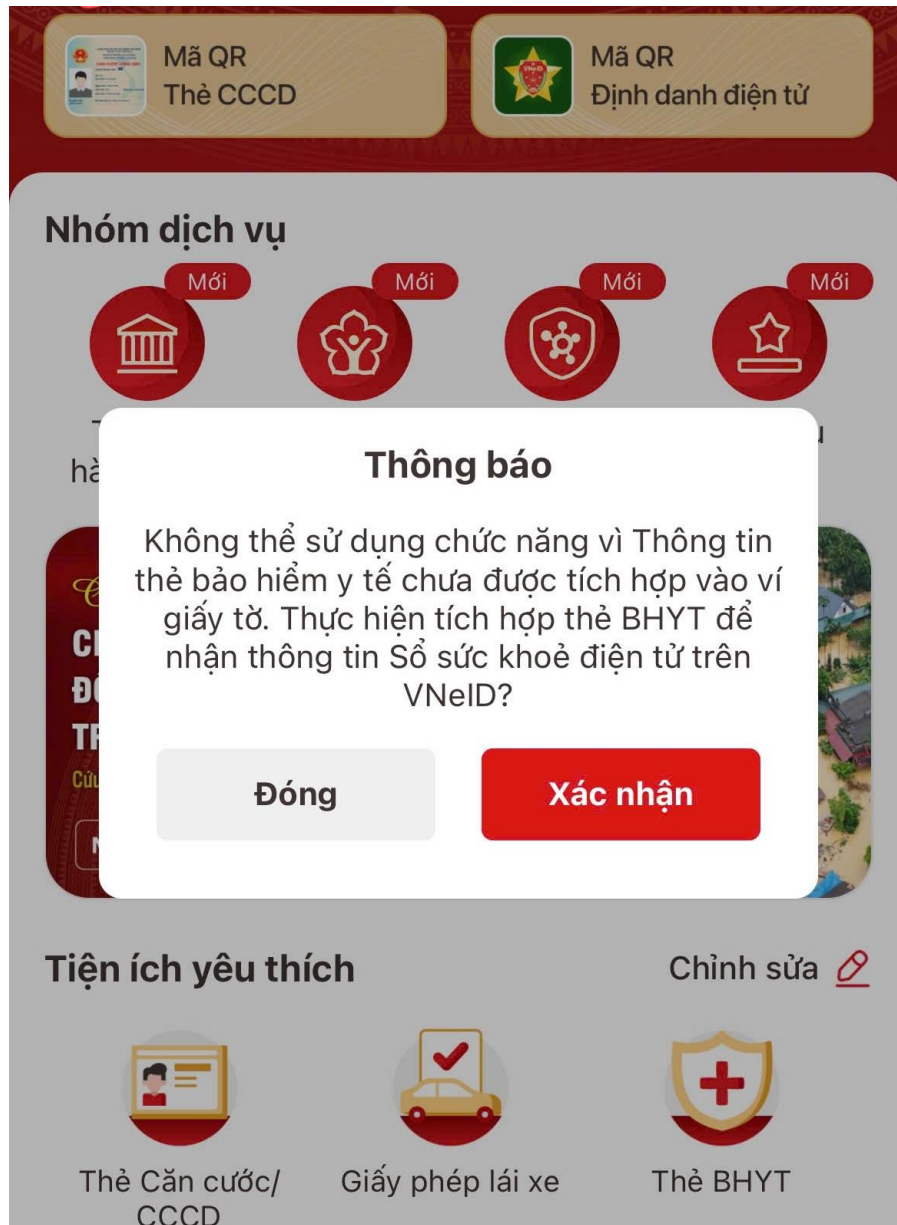 Mã QR
Thẻ CCCD
Mã QR
Định danh điện tử
Nhóm dịch vụ
Mới
Mới
Mới
Mới
hà
Thông báo
Không thể sử dụng chức năng vì Thông tin
thẻ bảo hiểm y tế chưa được tích hợp vào ví
giấy tờ. Thực hiện tích hợp thẻ BHYT để
nhận thông tin Sổ sức khoẻ điện tử trên
VNeID?
Đóng
Xác nhận
Cứu
Tiện ích yêu thích
Chỉnh sửa
Thẻ Căn cước/
CCCD
Giấy phép lái xe
Thẻ BHYT